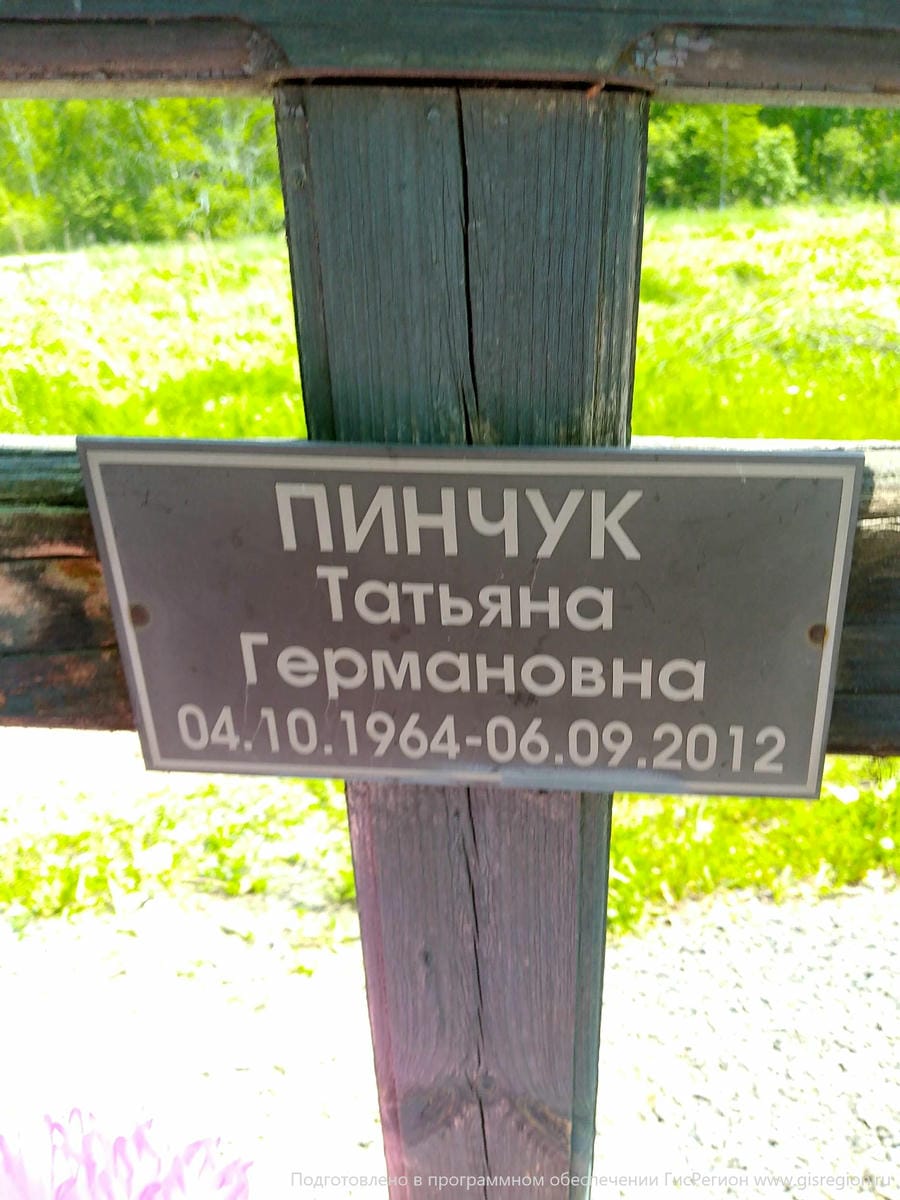 ПИНЧУК
Татьяна
Германовна
04.10.1964-06.09.2012
Подготовлено в программном обеспечении ГисРегион www.gisregion.ru